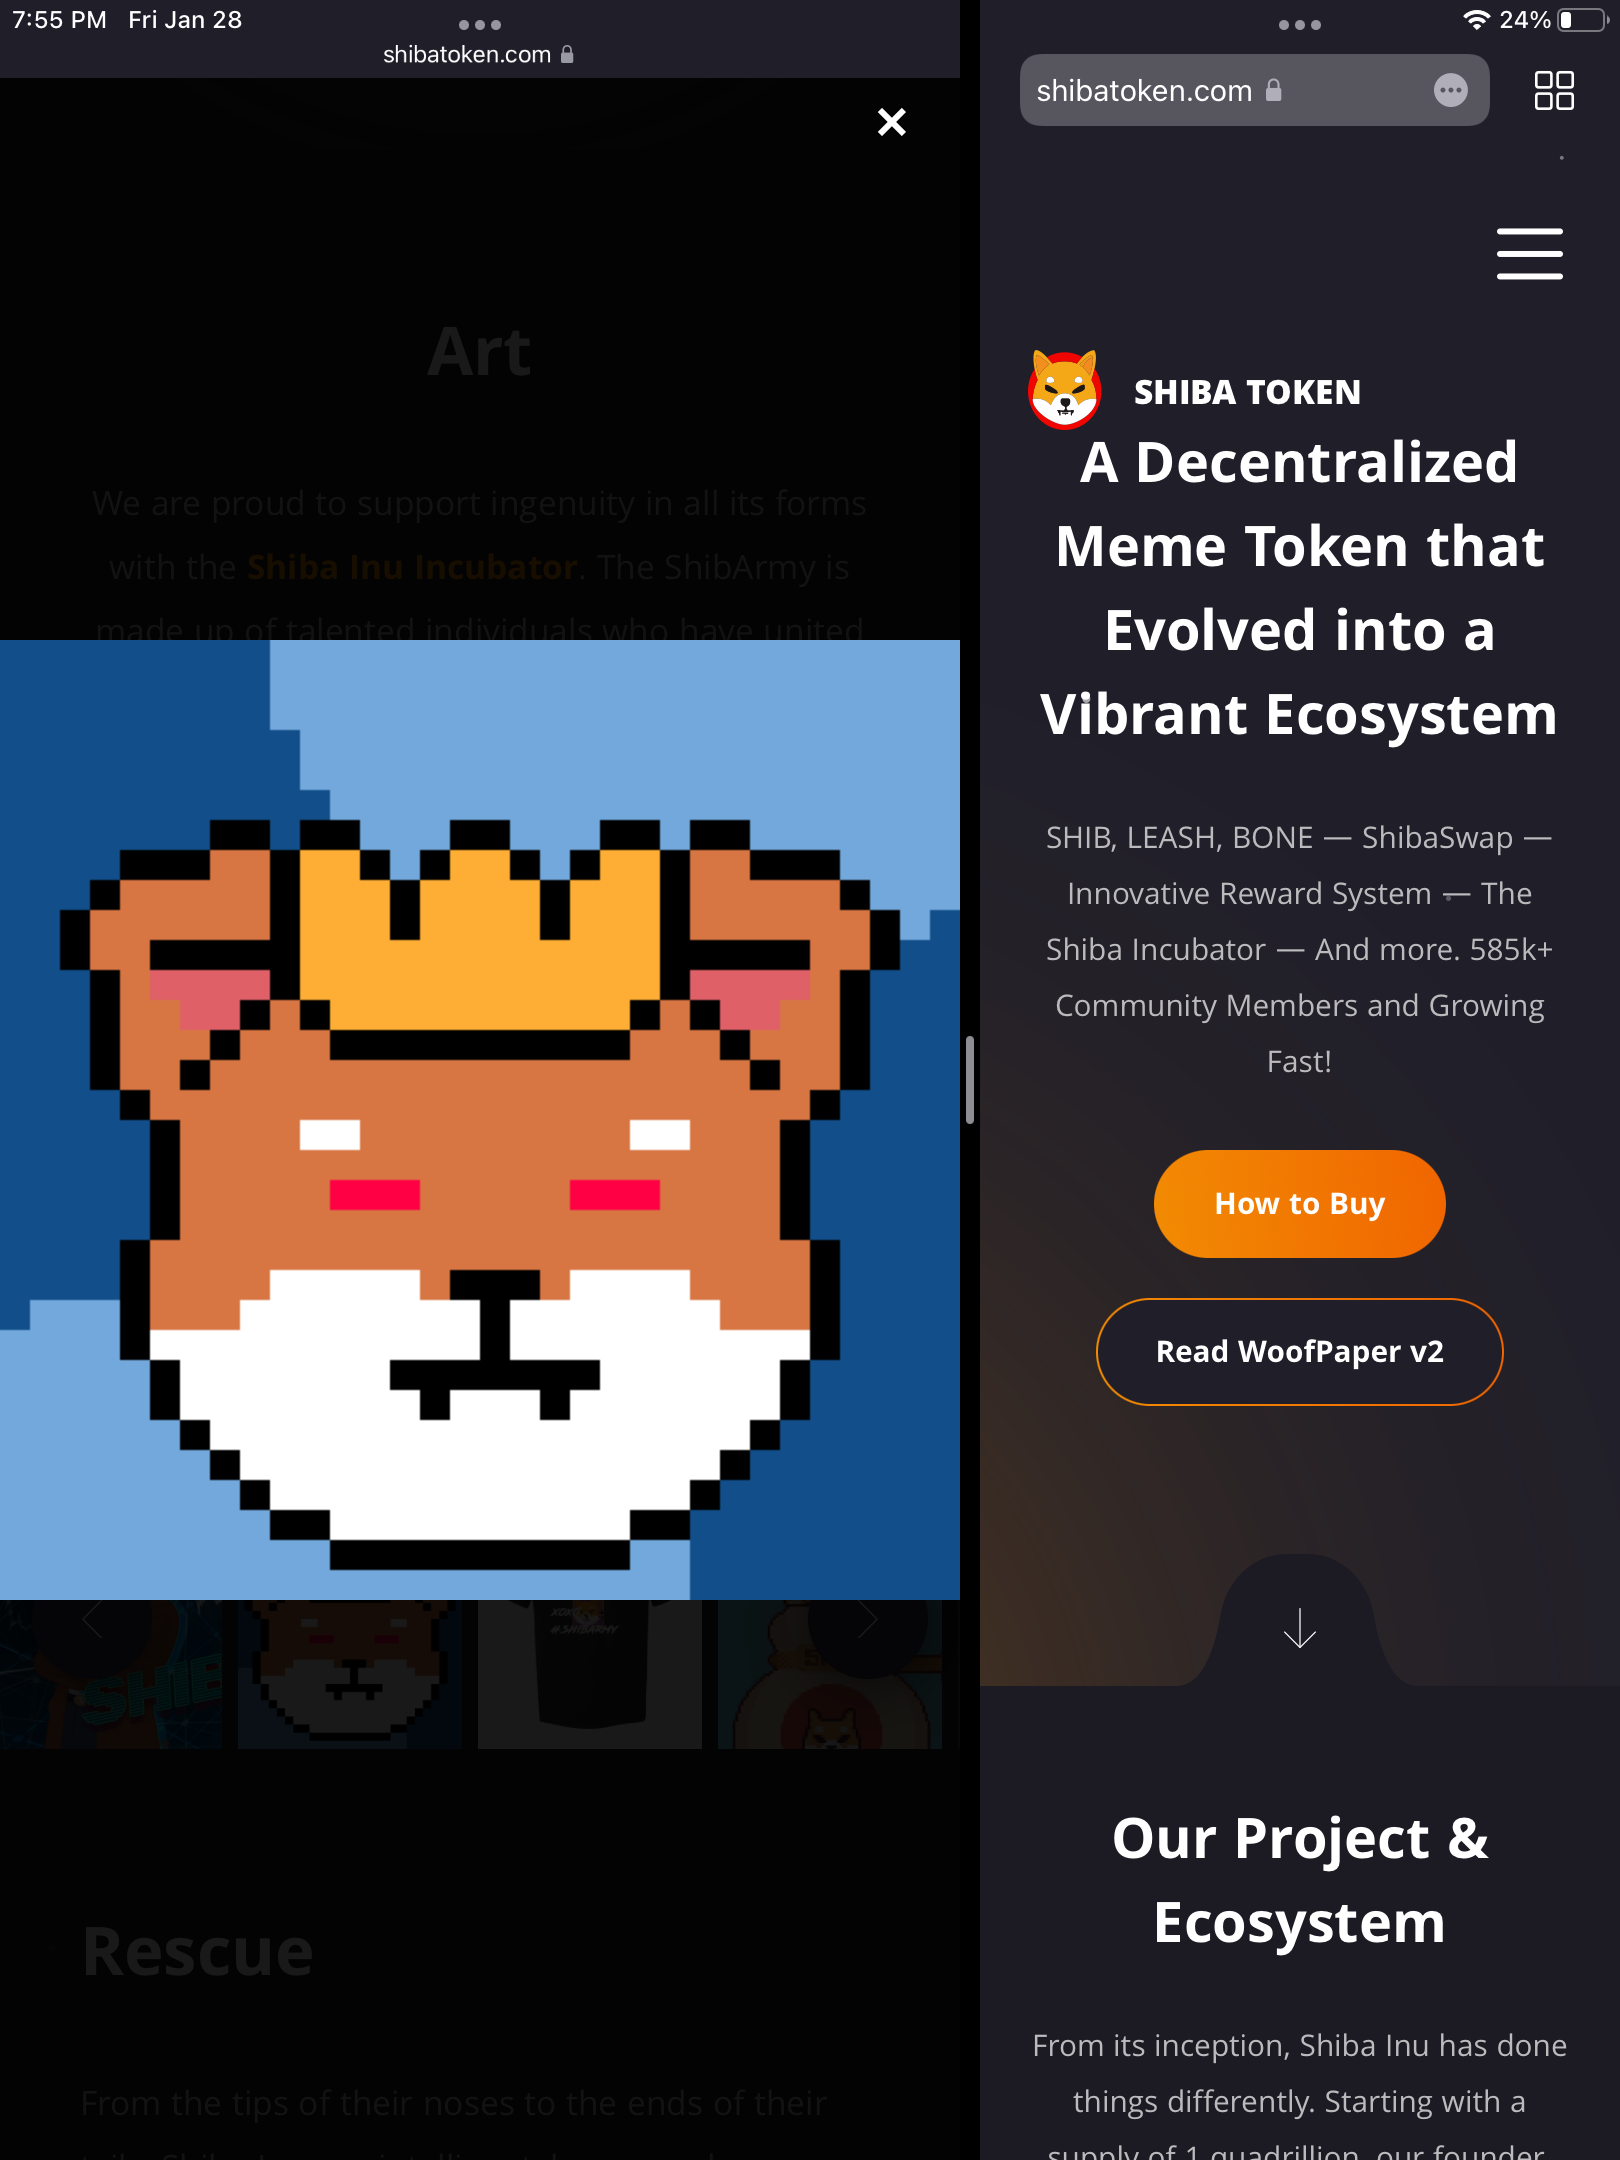 7:55 PM Fri Jan 28
shibatoken.com
Art
We are proud to support ingenuity in all its forms
with the Shiba Inu Incubator. The ShibArmy is
made up of talented individuals who have united
SHIB
XOXO
#SHIBARMY
Rescue
From the tips of their noses to the ends of their
24%
shibatoken.com
SHIBA TOKEN
A Decentralized
Meme Token that
Evolved into a
Vibrant Ecosystem
SHIB, LEASH, BONE — ShibaSwap —
Innovative Reward System — The
Shiba Incubator — And more. 585k+
Community Members and Growing
Fast!
How to Buy
Read WoofPaper v2
Our Project &
Ecosystem
From its inception, Shiba Inu has done
things differently. Starting with a
supply of 1 quadrillion, our founder,